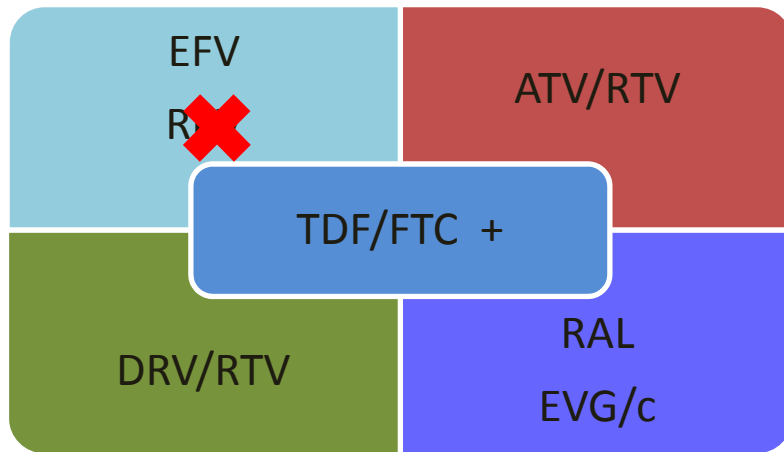 EFV
ATV/RTV
TDF/FTC +
DRV/RTV
RAL
EVG/c